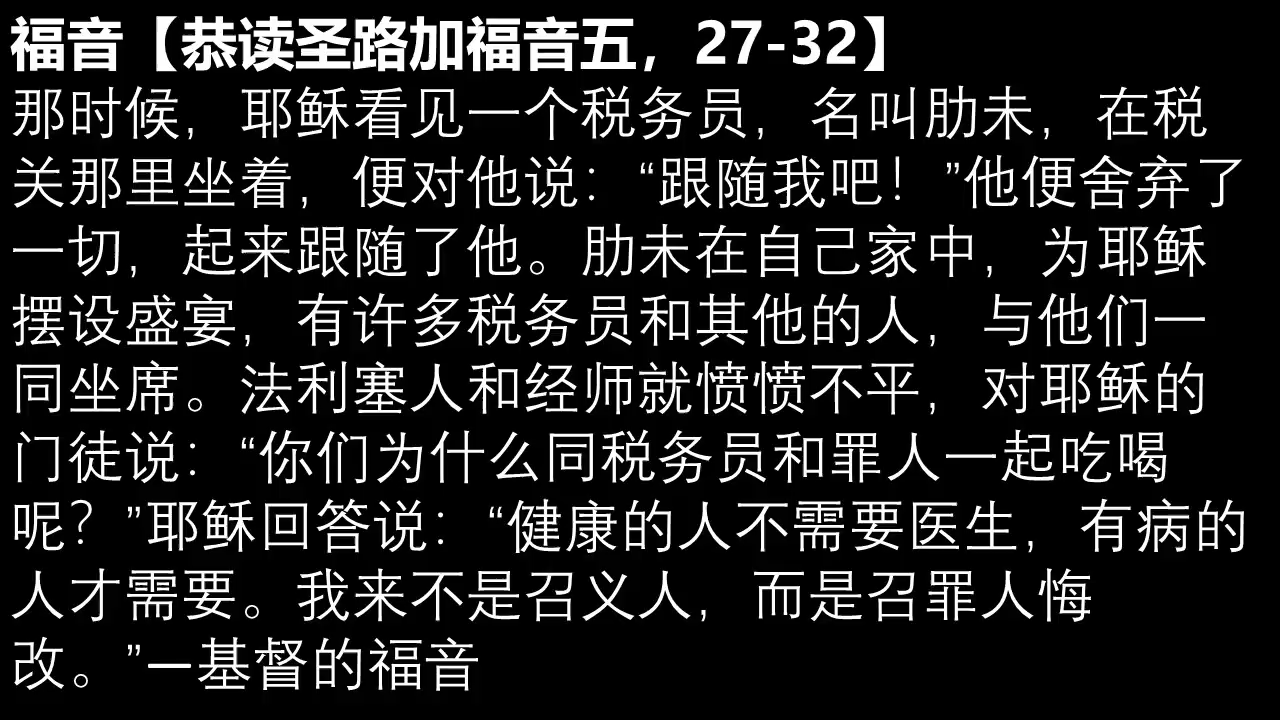 福音【恭读圣路加福音五，27-32】
那时候，耶稣看见一个税务员，名叫肋未，在税
关那里坐着，便对他说：“跟随我吧！”他便舍弃了
一切，起来跟随了他。肋未在自己家中，为耶稣
摆设盛宴，有许多税务员和其他的人，与他们一
同坐席。法利塞人和经师就愤愤不平，对耶稣的
门徒说：“你们为什么同税务员和罪人一起吃喝
呢？”耶稣回答说：“健康的人不需要医生，有病的
人才需要。我来不是召义人，而是召罪人悔
改。”—基督的福音